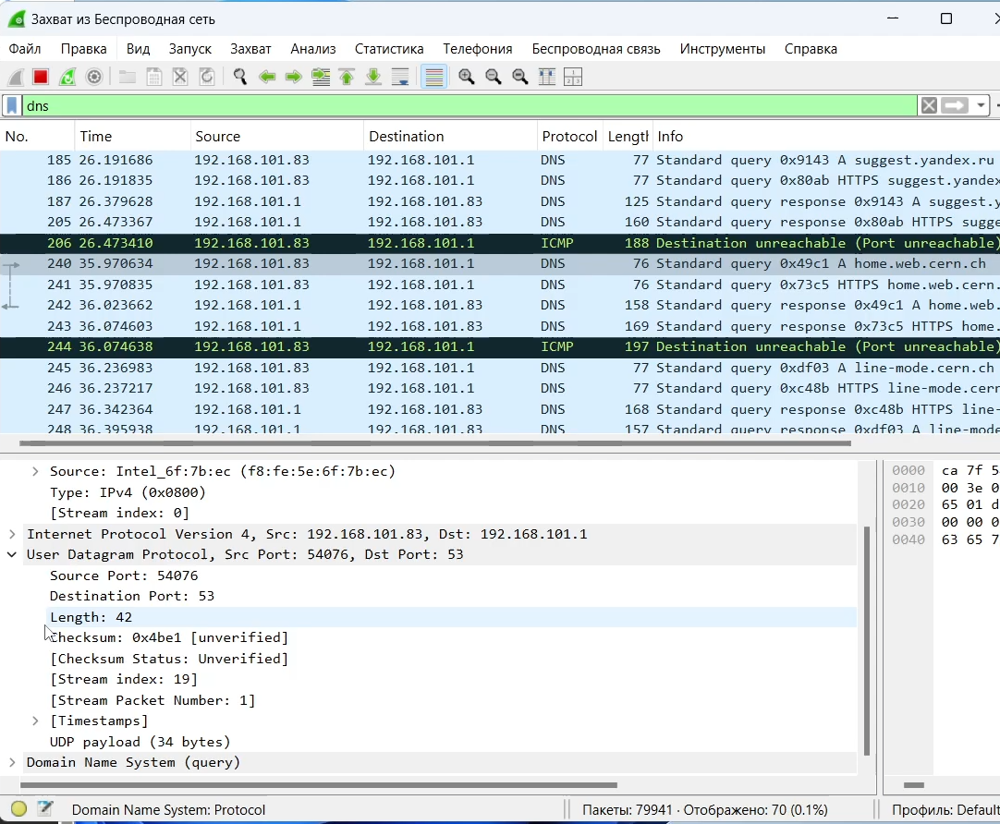 Захват из Беспроводная сеть
Файл Правка Вид Запуск Захват Анализ Статистика Телефония Беспроводная связь Инструменты Справка
dns
No. Time Source Destination Protocol Length Info
185 26.191686 192.168.101.83 192.168.101.1 DNS 77 Standard query 0x9143 A suggest.yandex.ru
186 26.191835 192.168.101.83 192.168.101.1 DNS 77 Standard query 0x80ab HTTPS suggest.yandex
187 26.379628 192.168.101.1 192.168.101.83 DNS 125 Standard query response 0x9143 A suggest.y
205 26.473367 192.168.101.1 192.168.101.83 DNS 160 Standard query response 0x80ab HTTPS sugge
206 26.473410 192.168.101.83 192.168.101.1 ICMP 188 Destination unreachable (Port unreachable)
240 35.970634 192.168.101.83 192.168.101.1 DNS 76 Standard query 0x49c1 A home.web.cern.ch
241 35.970835 192.168.101.83 192.168.101.1 DNS 76 Standard query 0x73c5 HTTPS home.web.cern.
242 36.023662 192.168.101.1 192.168.101.83 DNS 158 Standard query response 0x49c1 A home.web.
243 36.074603 192.168.101.1 192.168.101.83 DNS 169 Standard query response 0x73c5 HTTPS home.
244 36.074638 192.168.101.83 192.168.101.1 ICMP 197 Destination unreachable (Port unreachable)
245 36.236983 192.168.101.83 192.168.101.1 DNS 77 Standard query 0xdf03 A line-mode.cern.ch
246 36.237217 192.168.101.83 192.168.101.1 DNS 77 Standard query 0xc48b HTTPS line-mode.cern
247 36.342364 192.168.101.1 192.168.101.83 DNS 168 Standard query response 0xc48b HTTPS line-
248 36.395938 192.168.101.1 192.168.101.83 DNS 157 Standard query response 0xdf03 A line-mode
Source: Intel_6f:7b:ec (f8:fe:5e:6f:7b:ec)
Type: IPv4 (0x0800)
[Stream index: 0]
Internet Protocol Version 4, Src: 192.168.101.83, Dst: 192.168.101.1
User Datagram Protocol, Src Port: 54076, Dst Port: 53
Source Port: 54076
Destination Port: 53
Length: 42
Checksum: 0x4be1 [unverified]
[Checksum Status: Unverified]
[Stream index: 19]
[Stream Packet Number: 1]
[Timestamps]
UDP payload (34 bytes)
Domain Name System (query)
0000 ca 7f 5
0010 00 3e 0
0020 65 01 d
0030 00 00 0
0040 63 65 7
Domain Name System: Protocol Пакеты: 79941 · Отображено: 70 (0.1%) Профиль: Default